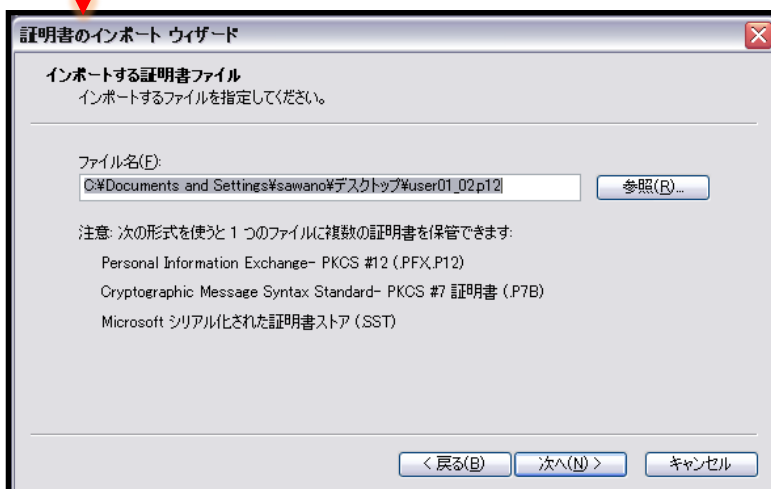 証明書のインポート ウィザード
インポートする証明書ファイル
インポートするファイルを指定してください。
ファイル名(F):
C:¥Documents and Settings¥sawano¥デスクトップ¥user01_02.p12
参照(R)...
注意: 次の形式を使うと 1 つのファイルに複数の証明書を保管できます:
Personal Information Exchange- PKCS #12 (.PFX,.P12)
Cryptographic Message Syntax Standard- PKCS #7 証明書 (.P7B)
Microsoft シリアル化された証明書ストア (.SST)
< 戻る(B) 次へ(N) > キャンセル